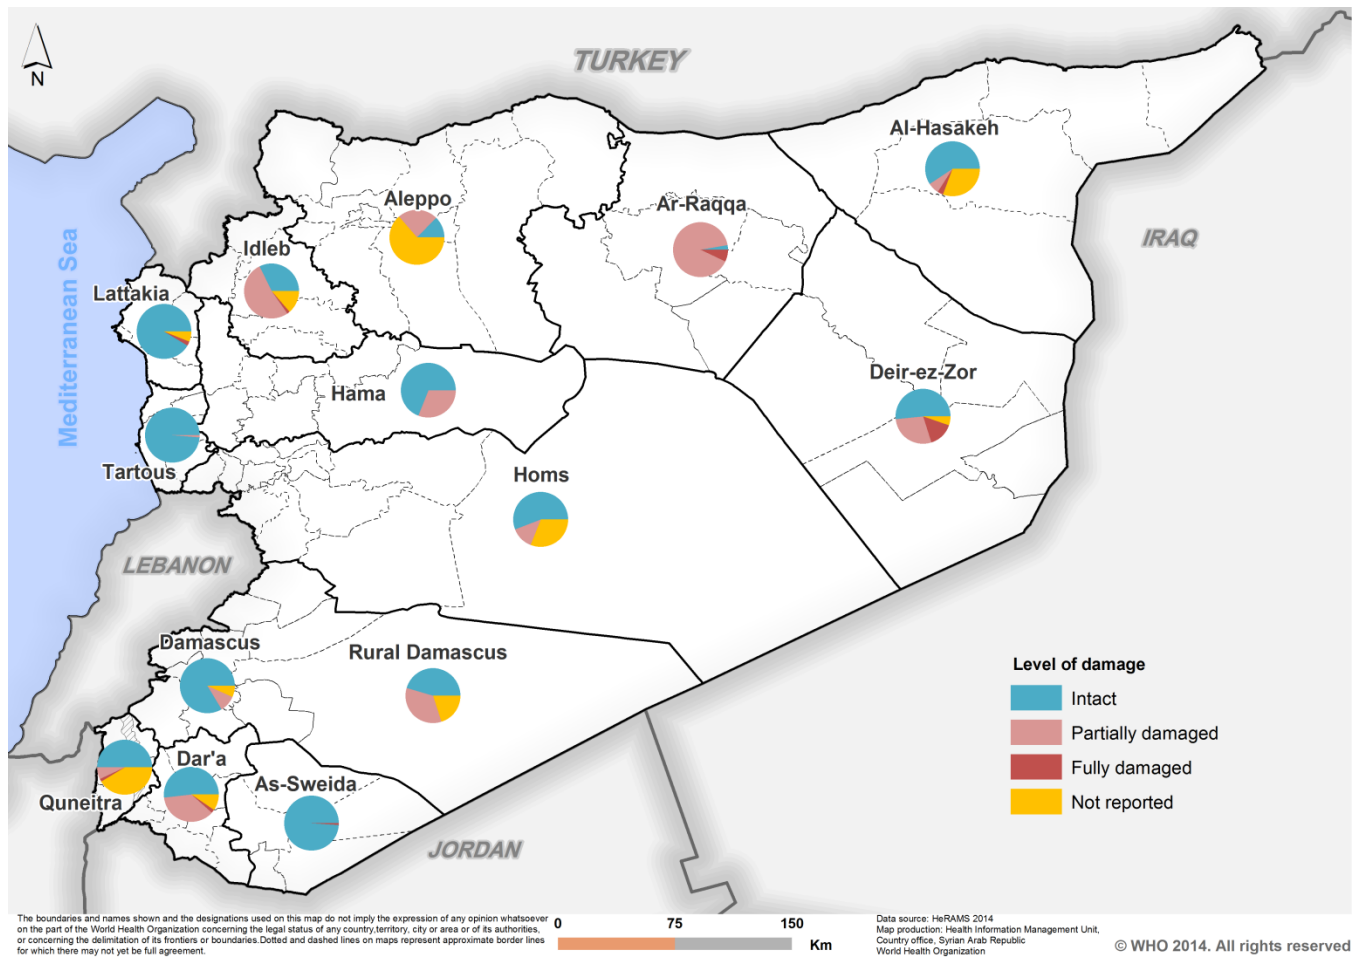 TURKEY
N
Al-Hasakeh
Aleppo
Ar-Raqqa
IRAQ
Idleb
Mediterranean Sea
Lattakia
Deir-ez-Zor
Hama
Tartous
Homs
LEBANON
Damascus
Rural Damascus
Level of damage
Intact
Partially damaged
Fully damaged
Not reported
Dar'a
As-Sweida
Quneitra
JORDAN
The boundaries and names shown and the designations used on this map do not imply the expression of any opinion whatsoever
on the part of the World Health Organization concerning the legal status of any country,territory, city or area or of its authorities,
or concerning the delimitation of its frontiers or boundaries.Dotted and dashed lines on maps represent approximate border lines
for which there may not yet be full agreement.
0 75 150
Km
Data source: HeRAMS 2014
Map production: Health Information Management Unit,
Country office, Syrian Arab Republic
World Health Organization
© WHO 2014. All rights reserved